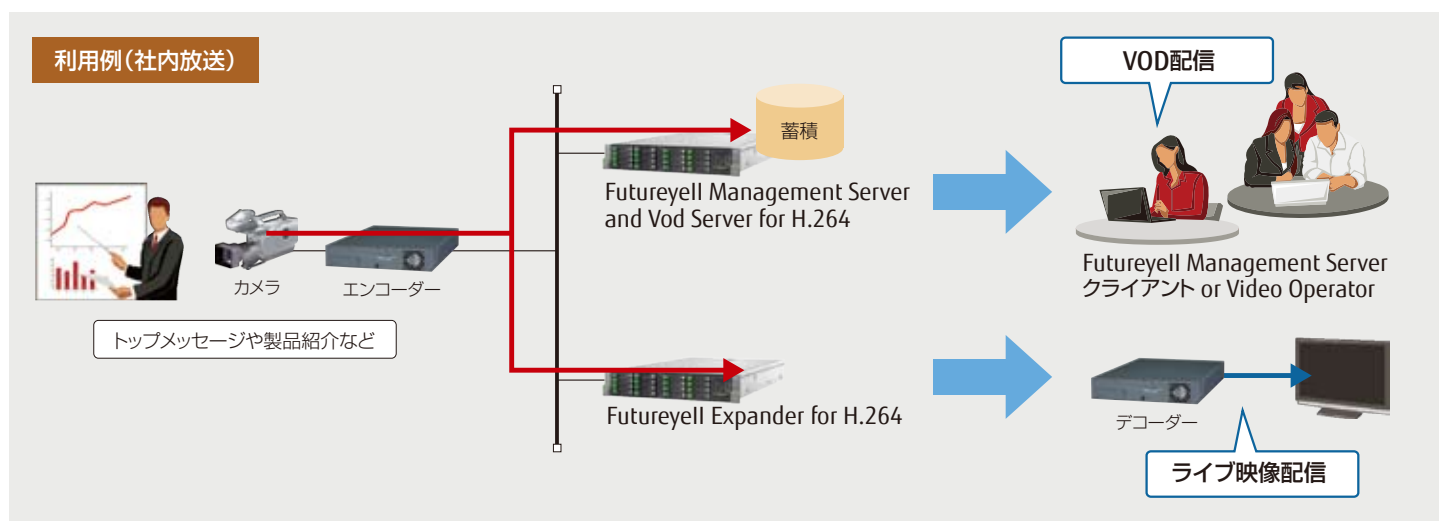 利用例（社内放送）
カメラ
エンコーダー
トップメッセージや製品紹介など
蓄積
Futureyell Management Server
and Vod Server for H.264
Futureyell Expander for H.264
VOD配信
Futureyell Management Server
クライアント or Video Operator
デコーダー
ライブ映像配信